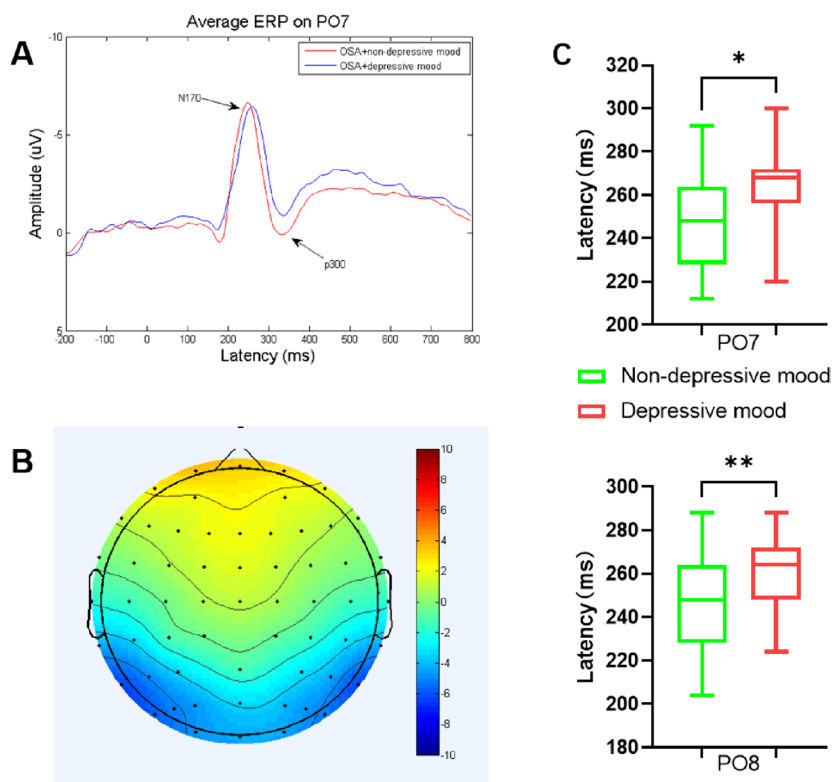 A
Average ERP on PO7
-10
-5
0
5
Amplitude (uV)
OSA+non-depressive mood
OSA+depressive mood
N170
p300
-200 -100 0 100 200 300 400 500 600 700 800
Latency (ms)
B
10
8
6
4
2
0
-2
-4
-6
-8
-10
C
*
320
300
280
260
240
220
200
Latency (ms)
PO7
Non-depressive mood
Depressive mood
**
300
280
260
240
220
200
180
Latency (ms)
PO8